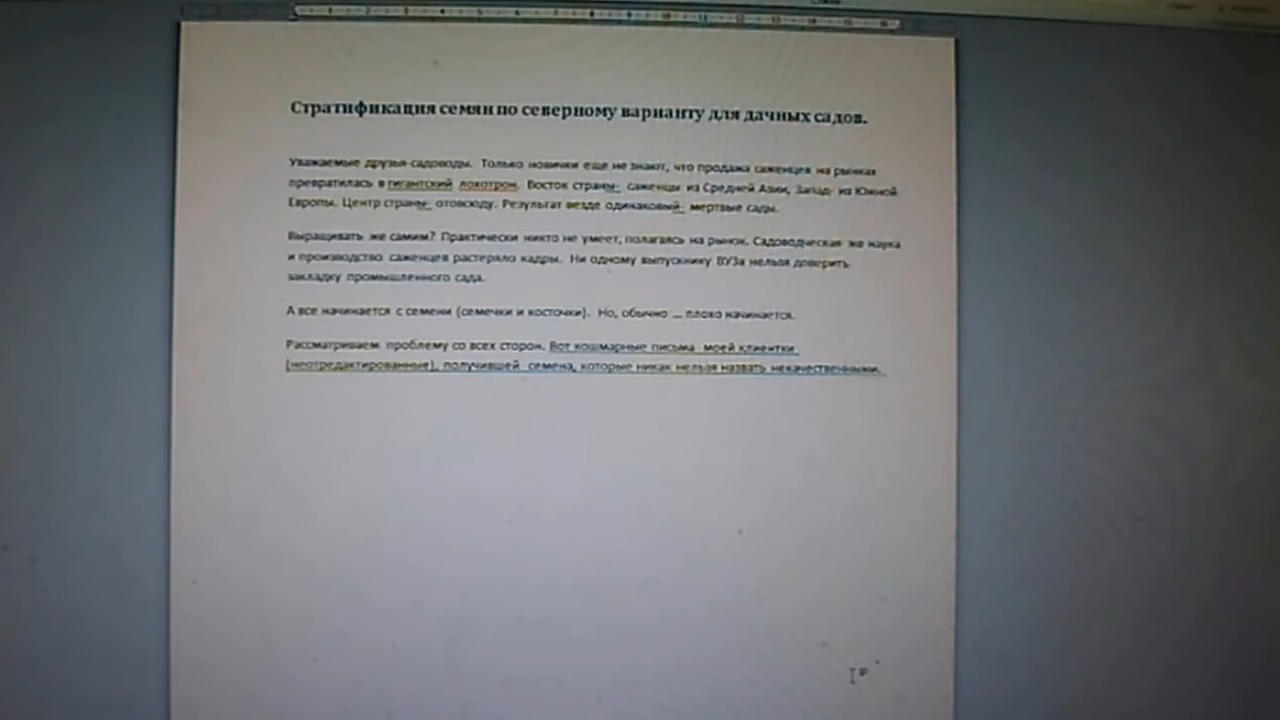 Стратификация семян по северному варианту для дачных садов.
Уважаемые друзья-садоводы. Только новички еще не знают, что продажа саженцев на рынках
превратилась в гигантский лохотрон. Восток страны- саженцы из Средней Азии, Запад- из Южной
Европы. Центр страны- отовсюду. Результат везде одинаковый- мертвые сады.
Выращивать же самим? Практически никто не умеет, полагаясь на рынок. Садоводческая же наука
и производство саженцев растеряло кадры. Ни одному выпускнику ВУЗа нельзя доверить
закладку промышленного сада.
А все начинается с семени (семечки и косточки). Но, обычно ... плохо начинается.
Рассматриваем проблему со всех сторон. Вот кошмарные письма моей клиентки
(неотредактированные), получившей семена, которые никак нельзя назвать некачественными.